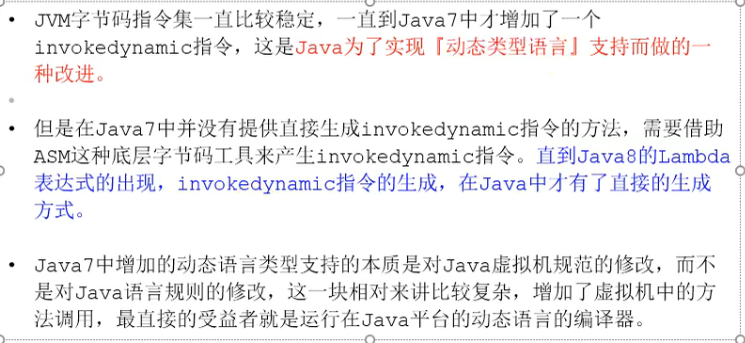 • JVM字节码指令集一直比较稳定，一直到Java7中才增加了一个
invokedynamic指令，这是Java为了实现『动态类型语言』支持而做的一
种改进。
•
• 但是在Java7中并没有提供直接生成invokedynamic指令的方法，需要借助
ASM这种底层字节码工具来产生invokedynamic指令。直到Java8的Lambda
表达式的出现，invokedynamic指令的生成，在Java中才有了直接的生成
方式。
• Java7中增加的动态语言类型支持的本质是对Java虚拟机规范的修改，而不
是对Java语言规则的修改，这一块相对来讲比较复杂，增加了虚拟机中的方
法调用，最直接的受益者就是运行在Java平台的动态语言的编译器。